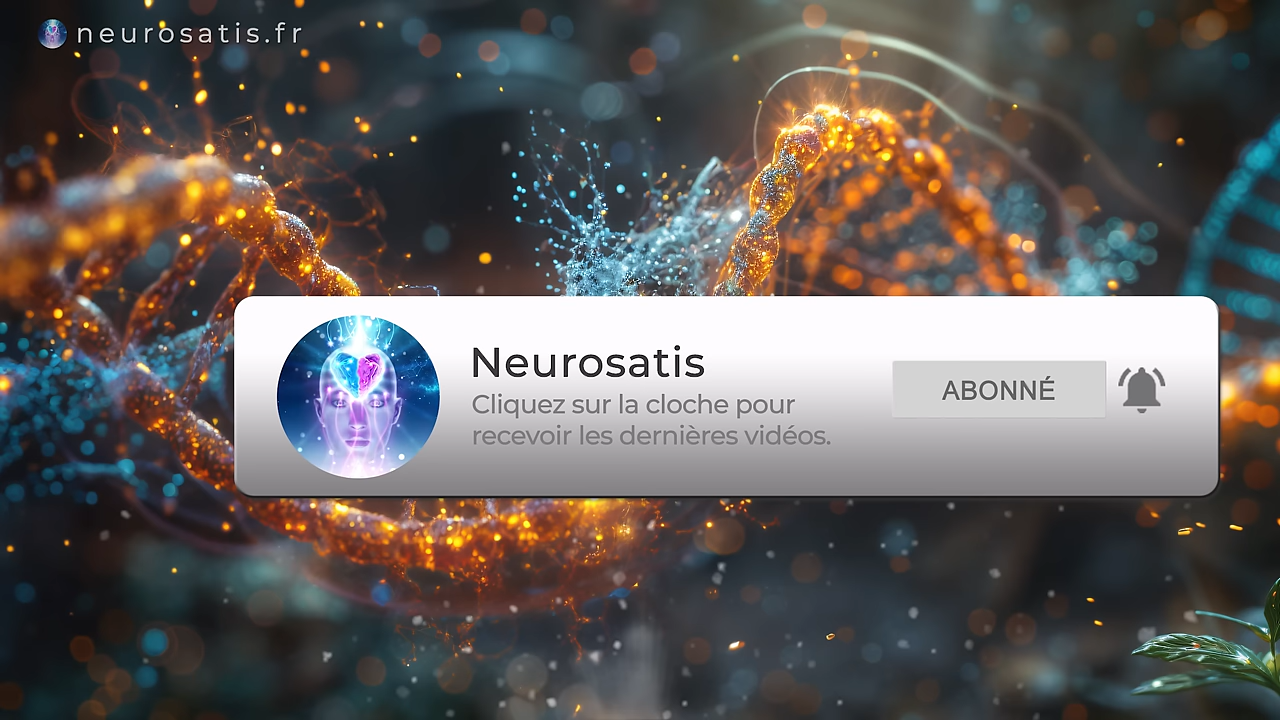 neurosatis.fr
Neurosatis
Cliquez sur la cloche pour
recevoir les dernières vidéos.
ABONNÉ